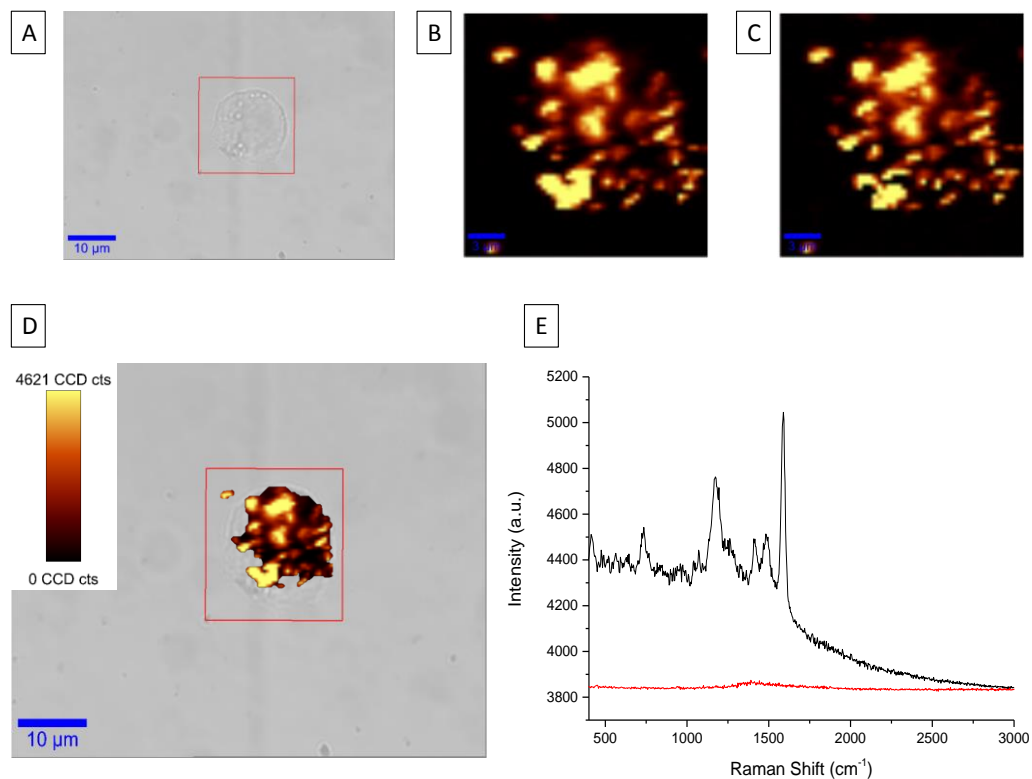 A
B
C
10 µm
D
E
4621 CCD cts
0 CCD cts
10 µm
5200
5000
4800
4600
4400
4200
4000
3800
Intensity (a.u.)
500
1000
1500
2000
2500
3000
Raman Shift (cm⁻¹)